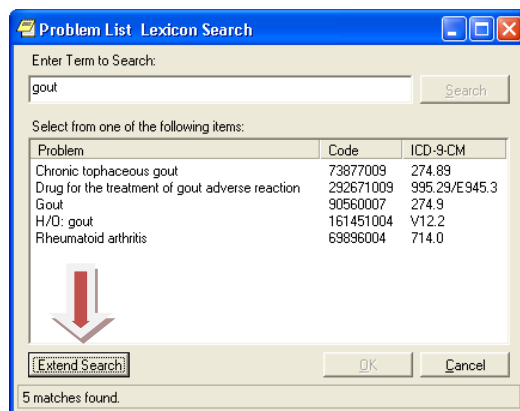 Problem List Lexicon Search
Enter Term to Search:
gout
Search
Select from one of the following items:
Problem Code ICD-9-CM
Chronic tophaceous gout 73877009 274.89
Drug for the treatment of gout adverse reaction 292671009 995.29/E945.3
Gout 90560007 274.9
H/O: gout 161451004 V12.2
Rheumatoid arthritis 69896004 714.0
Extend Search OK Cancel
5 matches found.